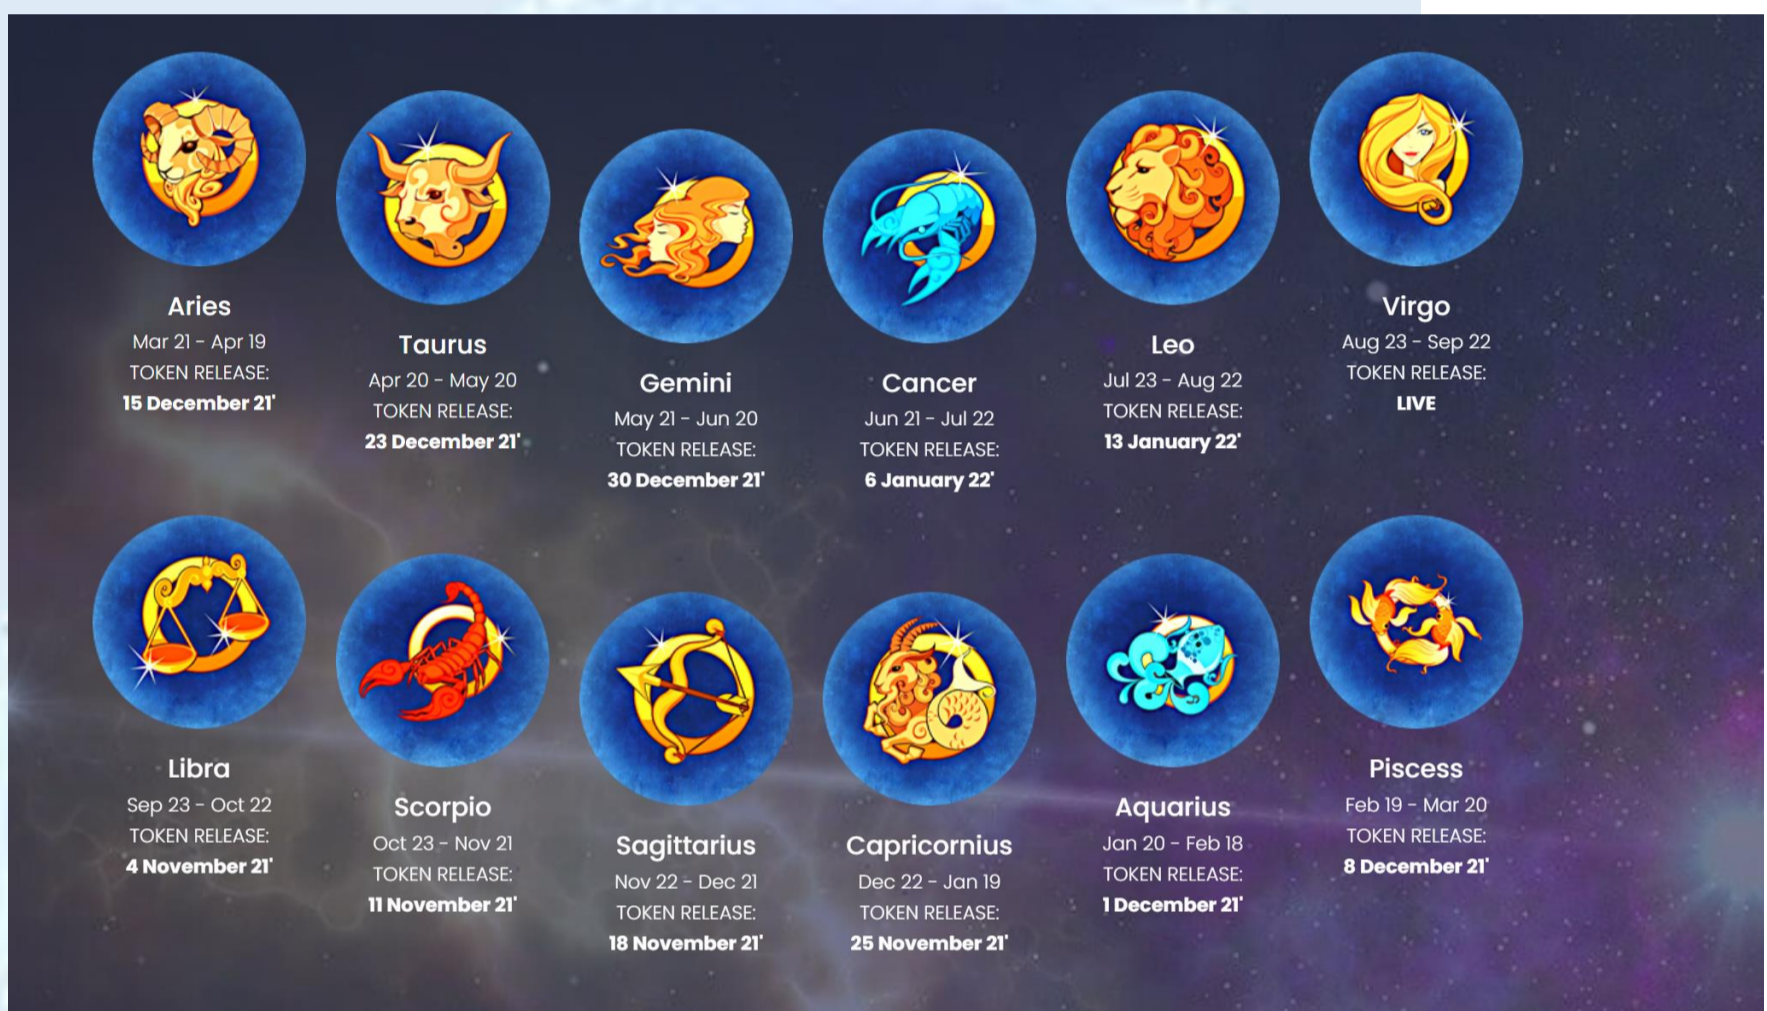 Aries
Mar 21 - Apr 19
TOKEN RELEASE:
15 December 21'
Taurus
Apr 20 - May 20
TOKEN RELEASE:
23 December 21'
Gemini
May 21 - Jun 20
TOKEN RELEASE:
30 December 21'
Cancer
Jun 21 - Jul 22
TOKEN RELEASE:
6 January 22'
Leo
Jul 23 - Aug 22
TOKEN RELEASE:
13 January 22'
Virgo
Aug 23 - Sep 22
TOKEN RELEASE:
LIVE
Libra
Sep 23 - Oct 22
TOKEN RELEASE:
4 November 21'
Scorpio
Oct 23 - Nov 21
TOKEN RELEASE:
11 November 21'
Sagittarius
Nov 22 - Dec 21
TOKEN RELEASE:
18 November 21'
Capricornius
Dec 22 - Jan 19
TOKEN RELEASE:
25 November 21'
Aquarius
Jan 20 - Feb 18
TOKEN RELEASE:
1 December 21'
Piscess
Feb 19 - Mar 20
TOKEN RELEASE:
8 December 21'